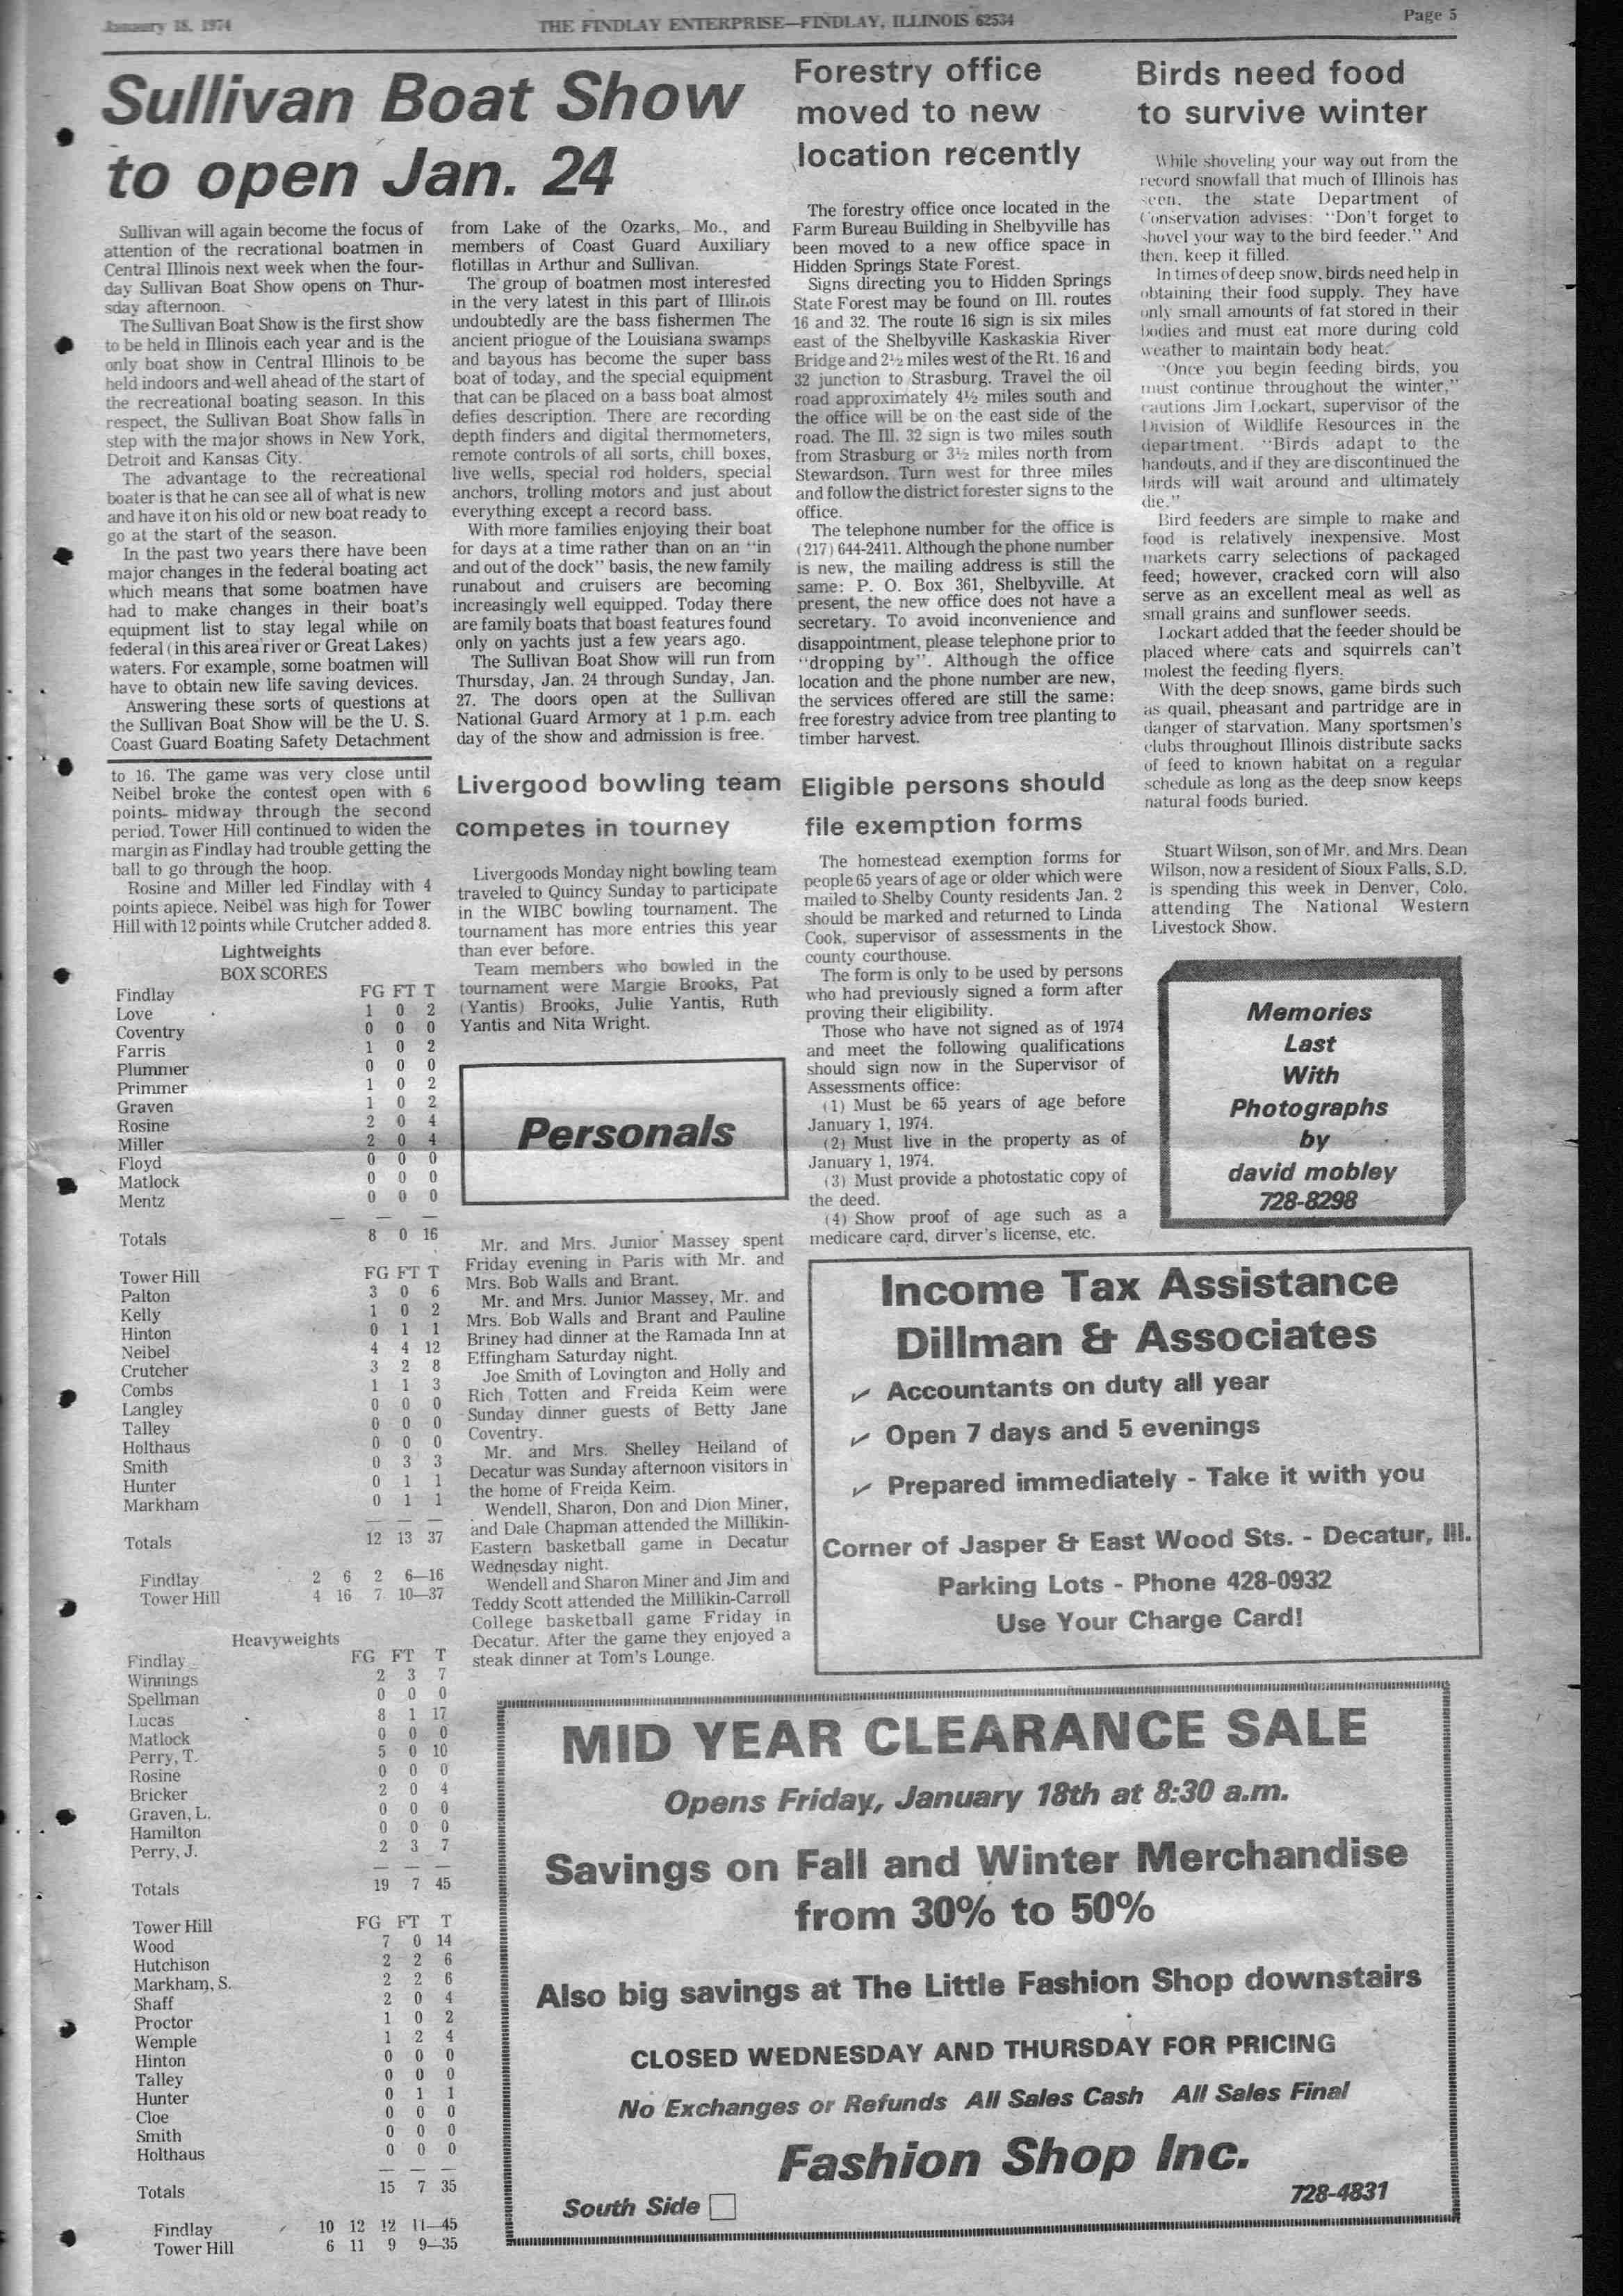 January 18, 1974
THE FINDLAY ENTERPRISE—FINDLAY, ILLINOIS 62534
Page 5
Sullivan Boat Show
to open Jan. 24
Sullivan will again become the focus of
attention of the recrational boatmen in
Central Illinois next week when the four-
day Sullivan Boat Show opens on Thur-
sday afternoon.
The Sullivan Boat Show is the first show
to be held in Illinois each year and is the
only boat show in Central Illinois to be
held indoors and well ahead of the start of
the recreational boating season. In this
respect, the Sullivan Boat Show falls in
step with the major shows in New York,
Detroit and Kansas City.
The advantage to the recreational
boater is that he can see all of what is new
and have it on his old or new boat ready to
go at the start of the season.
In the past two years there have been
major changes in the federal boating act
which means that some boatmen have
had to make changes in their boat's
equipment list to stay legal while on
federal (in this area river or Great Lakes)
waters. For example, some boatmen will
have to obtain new life saving devices.
Answering these sorts of questions at
the Sullivan Boat Show will be the U. S.
Coast Guard Boating Safety Detachment
from Lake of the Ozarks, Mo., and
members of Coast Guard Auxiliary
flotillas in Arthur and Sullivan.
The group of boatmen most interested
in the very latest in this part of Illinois
undoubtedly are the bass fishermen The
ancient priogue of the Louisiana swamps
and bayous has become the super bass
boat of today, and the special equipment
that can be placed on a bass boat almost
defies description. There are recording
depth finders and digital thermometers,
remote controls of all sorts, chill boxes,
live wells, special rod holders, special
anchors, trolling motors and just about
everything except a record bass.
With more families enjoying their boat
for days at a time rather than on an "in
and out of the dock" basis, the new family
runabout and cruisers are becoming
increasingly well equipped. Today there
are family boats that boast features found
only on yachts just a few years ago.
The Sullivan Boat Show will run from
Thursday, Jan. 24 through Sunday, Jan.
27. The doors open at the Sullivan
National Guard Armory at 1 p.m. each
day of the show and admission is free.
Forestry office
moved to new
location recently
The forestry office once located in the
Farm Bureau Building in Shelbyville has
been moved to a new office space in
Hidden Springs State Forest.
Signs directing you to Hidden Springs
State Forest may be found on Ill. routes
16 and 32. The route 16 sign is six miles
east of the Shelbyville Kaskaskia River
Bridge and 2½ miles west of the Rt. 16 and
32 junction to Strasburg. Travel the oil
road approximately 4½ miles south and
the office will be on the east side of the
road. The Ill. 32 sign is two miles south
from Strasburg or 3½ miles north from
Stewardson. Turn west for three miles
and follow the district forester signs to the
office.
The telephone number for the office is
(217) 644-2411. Although the phone number
is new, the mailing address is still the
same: P. O. Box 361, Shelbyville. At
present, the new office does not have a
secretary. To avoid inconvenience and
disappointment, please telephone prior to
"dropping by". Although the office
location and the phone number are new,
the services offered are still the same:
free forestry advice from tree planting to
timber harvest.
Birds need food
to survive winter
While shoveling your way out from the
record snowfall that much of Illinois has
seen, the state Department of
Conservation advises: "Don't forget to
shovel your way to the bird feeder." And
then, keep it filled.
In times of deep snow, birds need help in
obtaining their food supply. They have
only small amounts of fat stored in their
bodies and must eat more during cold
weather to maintain body heat.
"Once you begin feeding birds, you
must continue throughout the winter,"
cautions Jim Lockart, supervisor of the
Division of Wildlife Resources in the
department. "Birds adapt to the
handouts, and if they are discontinued the
birds will wait around and ultimately
die."
Bird feeders are simple to make and
food is relatively inexpensive. Most
markets carry selections of packaged
feed; however, cracked corn will also
serve as an excellent meal as well as
small grains and sunflower seeds.
Lockart added that the feeder should be
placed where cats and squirrels can't
molest the feeding flyers.
With the deep snows, game birds such
as quail, pheasant and partridge are in
danger of starvation. Many sportsmen's
clubs throughout Illinois distribute sacks
of feed to known habitat on a regular
schedule as long as the deep snow keeps
natural foods buried.
to 16. The game was very close until
Neibel broke the contest open with 6
points midway through the second
period. Tower Hill continued to widen the
margin as Findlay had trouble getting the
ball to go through the hoop.
Rosine and Miller led Findlay with 4
points apiece. Neibel was high for Tower
Hill with 12 points while Crutcher added 8.
Lightweights
BOX SCORES
Findlay FG FT T
Love 1 0 2
Coventry 0 0 0
Farris 1 0 2
Plummer 0 0 0
Primmer 1 0 2
Graven 1 0 2
Rosine 2 0 4
Miller 2 0 4
Floyd 0 0 0
Matlock 0 0 0
Mentz 0 0 0
Totals 8 0 16
Tower Hill FG FT T
Palton 3 0 6
Kelly 1 0 2
Hinton 0 1 1
Neibel 4 4 12
Crutcher 3 2 8
Combs 1 1 3
Langley 0 0 0
Talley 0 0 0
Holthaus 0 0 0
Smith 0 3 3
Hunter 0 1 1
Markham 0 1 1
Totals 12 13 37
Findlay 2 6 2 6—16
Tower Hill 4 16 7 10—37
Heavyweights
Findlay FG FT T
Winnings 2 3 7
Spellman 0 0 0
Lucas 8 1 17
Matlock 0 0 0
Perry, T. 5 0 10
Rosine 0 0 0
Bricker 2 0 4
Graven, L. 0 0 0
Hamilton 0 0 0
Perry, J. 2 3 7
Totals 19 7 45
Tower Hill FG FT T
Wood 7 0 14
Hutchison 2 2 6
Markham, S. 2 2 6
Shaff 2 0 4
Proctor 1 0 2
Wemple 1 2 4
Hinton 0 0 0
Talley 0 0 0
Hunter 0 1 1
Cloe 0 0 0
Smith 0 0 0
Holthaus 0 0 0
Totals 15 7 35
Findlay 10 12 12 11—45
Tower Hill 6 11 9 9—35
Livergood bowling team
competes in tourney
Livergoods Monday night bowling team
traveled to Quincy Sunday to participate
in the WIBC bowling tournament. The
tournament has more entries this year
than ever before.
Team members who bowled in the
tournament were Margie Brooks, Pat
(Yantis) Brooks, Julie Yantis, Ruth
Yantis and Nita Wright.
Personals
Mr. and Mrs. Junior Massey spent
Friday evening in Paris with Mr. and
Mrs. Bob Walls and Brant.
Mr. and Mrs. Junior Massey, Mr. and
Mrs. Bob Walls and Brant and Pauline
Briney had dinner at the Ramada Inn at
Effingham Saturday night.
Joe Smith of Lovington and Holly and
Rich Totten and Freida Keim were
Sunday dinner guests of Betty Jane
Coventry.
Mr. and Mrs. Shelley Heiland of
Decatur was Sunday afternoon visitors in
the home of Freida Keim.
Wendell, Sharon, Don and Dion Miner,
and Dale Chapman attended the Millikin-
Eastern basketball game in Decatur
Wednesday night.
Wendell and Sharon Miner and Jim and
Teddy Scott attended the Millikin-Carroll
College basketball game Friday in
Decatur. After the game they enjoyed a
steak dinner at Tom's Lounge.
Eligible persons should
file exemption forms
The homestead exemption forms for
people 65 years of age or older which were
mailed to Shelby County residents Jan. 2
should be marked and returned to Linda
Cook, supervisor of assessments in the
county courthouse.
The form is only to be used by persons
who had previously signed a form after
proving their eligibility.
Those who have not signed as of 1974
and meet the following qualifications
should sign now in the Supervisor of
Assessments office:
(1) Must be 65 years of age before
January 1, 1974.
(2) Must live in the property as of
January 1, 1974.
(3) Must provide a photostatic copy of
the deed.
(4) Show proof of age such as a
medicare card, dirver's license, etc.
Stuart Wilson, son of Mr. and Mrs. Dean
Wilson, now a resident of Sioux Falls, S.D.
is spending this week in Denver, Colo.
attending The National Western
Livestock Show.
Memories
Last
With
Photographs
by
david mobley
728-8298
Income Tax Assistance
Dillman & Associates
✓ Accountants on duty all year
✓ Open 7 days and 5 evenings
✓ Prepared immediately - Take it with you
Corner of Jasper & East Wood Sts. - Decatur, Ill.
Parking Lots - Phone 428-0932
Use Your Charge Card!
MID YEAR CLEARANCE SALE
Opens Friday, January 18th at 8:30 a.m.
Savings on Fall and Winter Merchandise
from 30% to 50%
Also big savings at The Little Fashion Shop downstairs
CLOSED WEDNESDAY AND THURSDAY FOR PRICING
No Exchanges or Refunds All Sales Cash All Sales Final
Fashion Shop Inc.
South Side □
728-4831